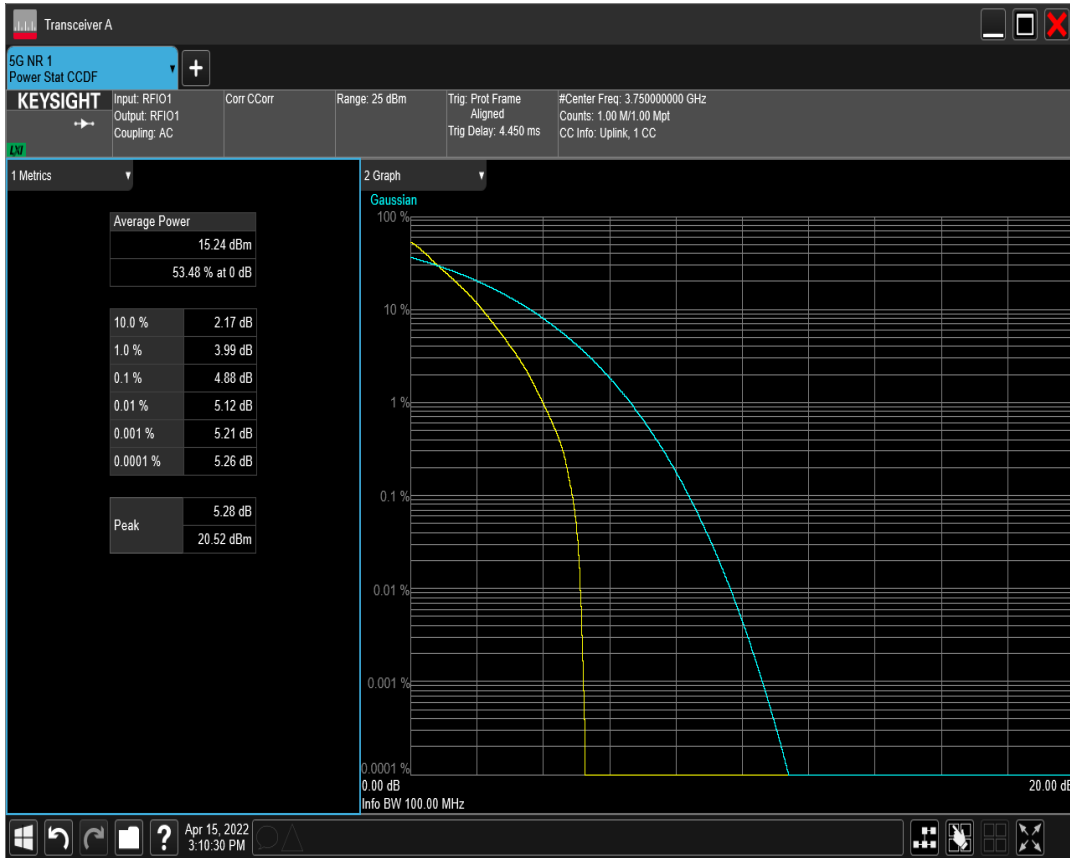 Transceiver A
5G NR 1
Power Stat CCDF
KEYSIGHT
LXI
Input: RFIO1
Output: RFIO1
Coupling: AC
Corr CCorr
Range: 25 dBm
Trig: Prot Frame
Aligned
Trig Delay: 4.450 ms
#Center Freq: 3.750000000 GHz
Counts: 1.00 M/1.00 Mpt
CC Info: Uplink, 1 CC
1 Metrics
Average Power
15.24 dBm
53.48 % at 0 dB
10.0 % 2.17 dB
1.0 % 3.99 dB
0.1 % 4.88 dB
0.01 % 5.12 dB
0.001 % 5.21 dB
0.0001 % 5.26 dB
Peak
5.28 dB
20.52 dBm
2 Graph
Gaussian
100 %
10 %
1 %
0.1 %
0.01 %
0.001 %
0.0001 %
0.00 dB 20.00 dB
Info BW 100.00 MHz
?
Apr 15, 2022
3:10:30 PM